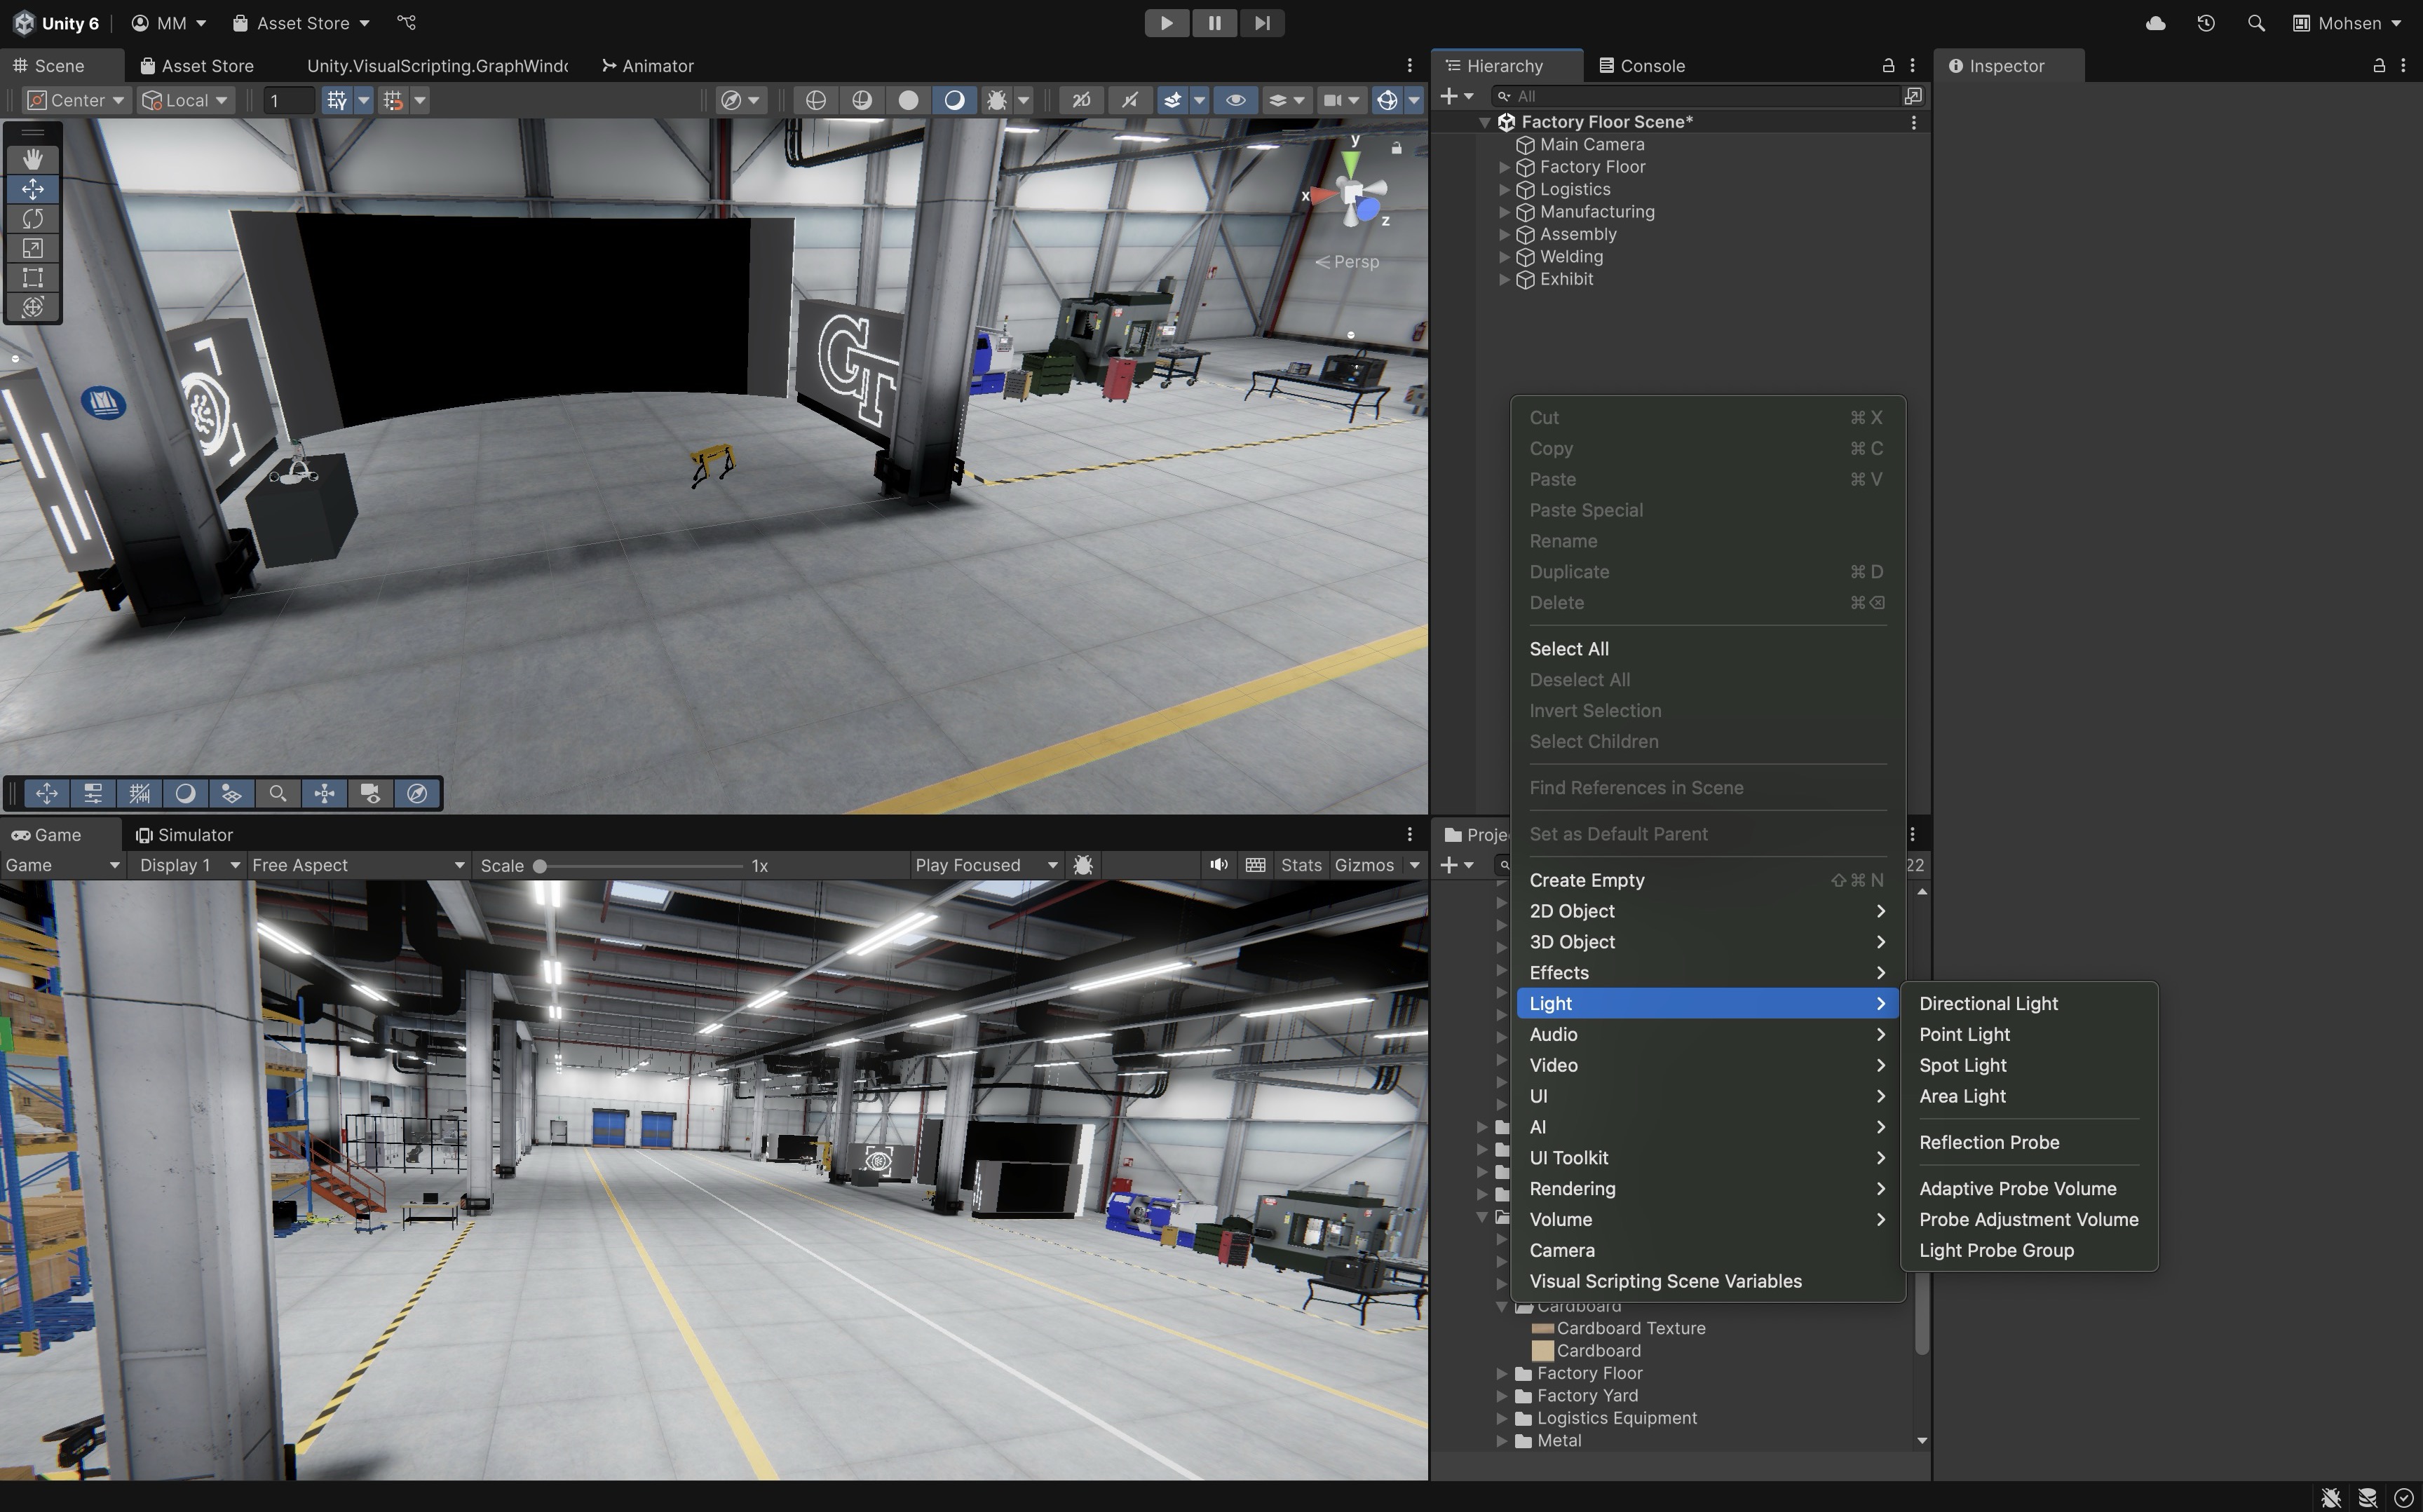 Unity 6
MM
Asset Store
Mohsen
Scene
Asset Store
Unity.VisualScripting.GraphWind
Animator
Hierarchy
Console
Inspector
Center
Local
1
2D
All
Factory Floor Scene*
Main Camera
Factory Floor
Logistics
Manufacturing
Assembly
Welding
Exhibit
y
x
z
Persp
GT
Cut ⌘ X
Copy ⌘ C
Paste ⌘ V
Paste Special
Rename
Duplicate ⌘ D
Delete ⌘⌫
Select All
Deselect All
Invert Selection
Select Children
Find References in Scene
Set as Default Parent
Create Empty ⇧ ⌘ N
2D Object
3D Object
Effects
Light
Audio
Video
UI
AI
UI Toolkit
Rendering
Volume
Camera
Visual Scripting Scene Variables
Directional Light
Point Light
Spot Light
Area Light
Reflection Probe
Adaptive Probe Volume
Probe Adjustment Volume
Light Probe Group
Game
Simulator
Game
Display 1
Free Aspect
Scale
1x
Play Focused
Stats
Gizmos
Proje
22
Cardboard
Cardboard Texture
Cardboard
Factory Floor
Factory Yard
Logistics Equipment
Metal